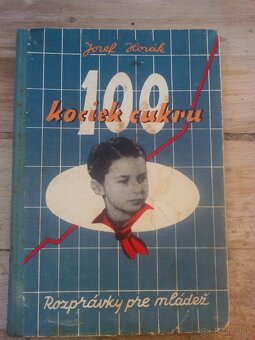 Jozef Horák
100
kociek cukru
Rozprávky pre mládež